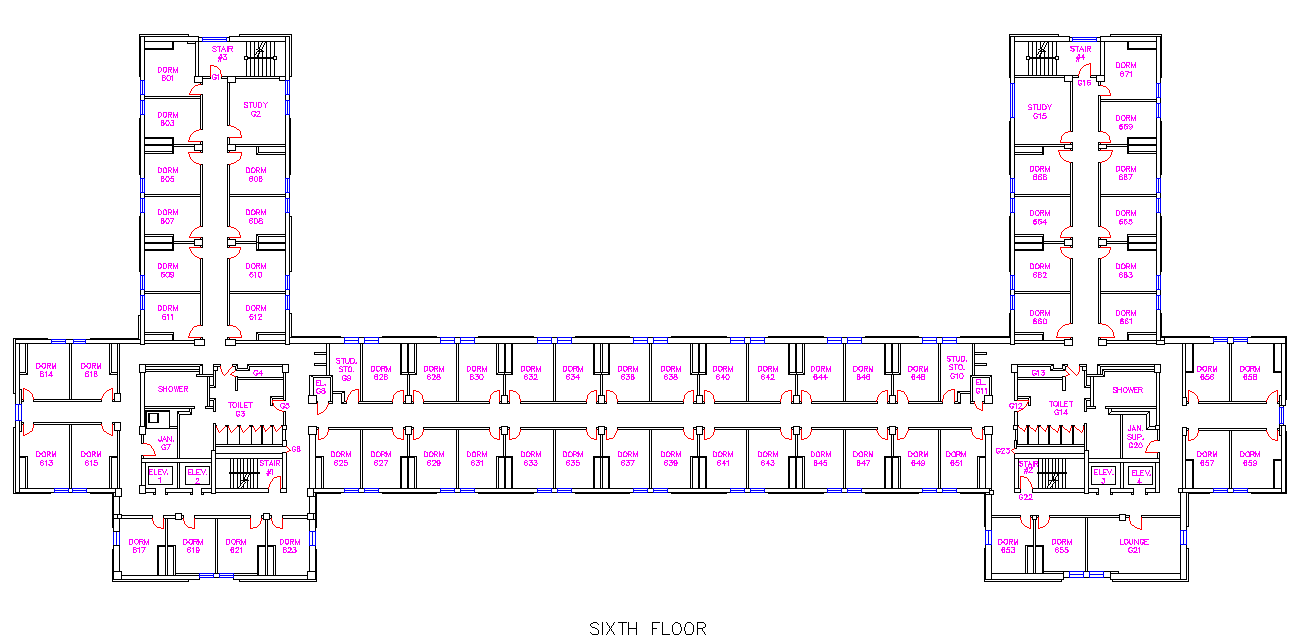 STAIR
#3
DORM
601
G1
STUDY
G2
DORM
603
DORM
605
DORM
606
DORM
607
DORM
608
DORM
609
DORM
610
DORM
611
DORM
612
STAIR
#4
DORM
671
G16
STUDY
G15
DORM
669
DORM
666
DORM
667
DORM
664
DORM
665
DORM
662
DORM
663
DORM
660
DORM
661
DORM
614
DORM
616
G4
EL.
STUD.
STO.
G9
DORM
626
DORM
628
DORM
630
DORM
632
DORM
634
DORM
636
DORM
638
DORM
640
DORM
642
DORM
644
DORM
646
DORM
648
STUD.
STO.
G10
EL.
G11
G13
DORM
656
DORM
658
SHOWER
TOILET
G3
G5
G12
TOILET
G14
SHOWER
JAN.
G7
G8
JAN.
SUP.
G20
G23
DORM
613
DORM
615
ELEV.
1
ELEV.
2
STAIR
#1
DORM
625
DORM
627
DORM
629
DORM
631
DORM
633
DORM
635
DORM
637
DORM
639
DORM
641
DORM
643
DORM
645
DORM
647
DORM
649
DORM
651
STAIR
#2
G22
ELEV.
3
ELEV.
4
DORM
657
DORM
659
DORM
617
DORM
619
DORM
621
DORM
623
DORM
653
DORM
655
LOUNGE
G21
SIXTH FLOOR